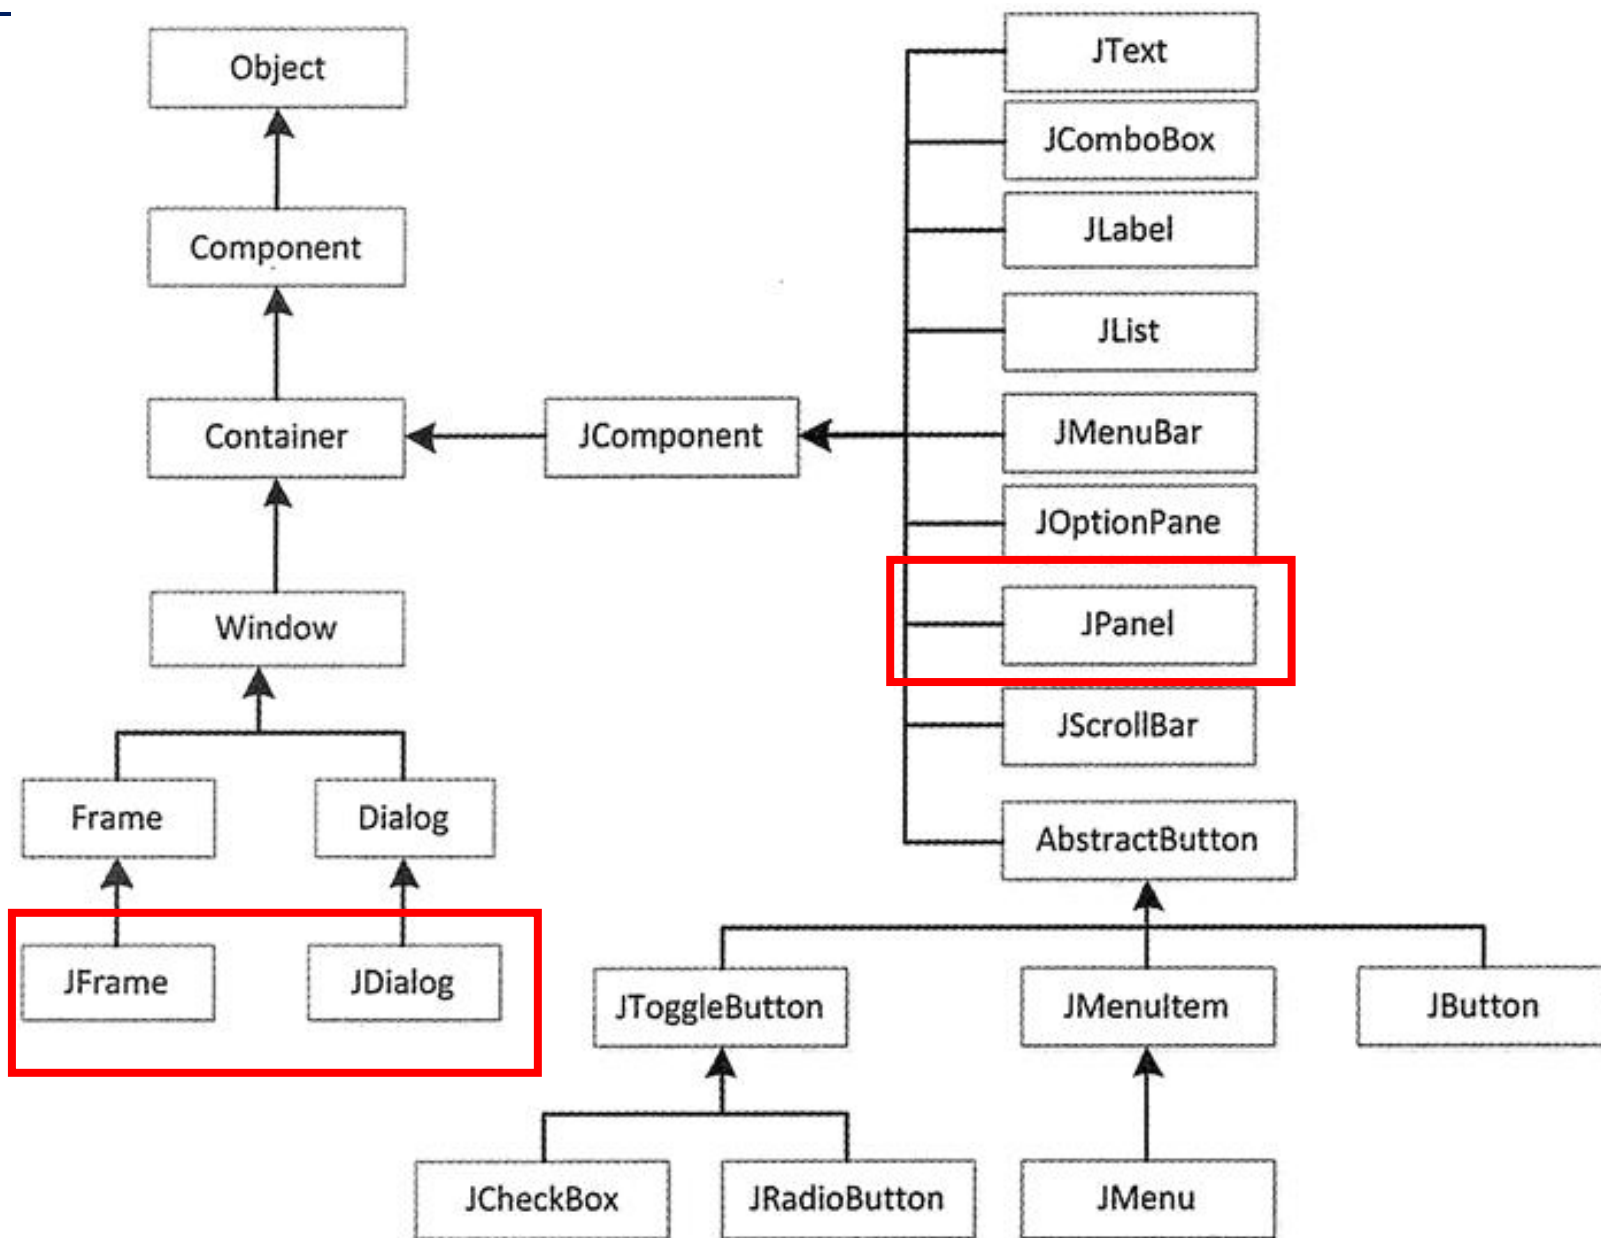 Object
Component
Container
JComponent
Window
Frame
Dialog
JFrame
JDialog
JText
JComboBox
JLabel
JList
JMenuBar
JOptionPane
JPanel
JScrollBar
AbstractButton
JToggleButton
JMenuItem
JButton
JCheckBox
JRadioButton
JMenu